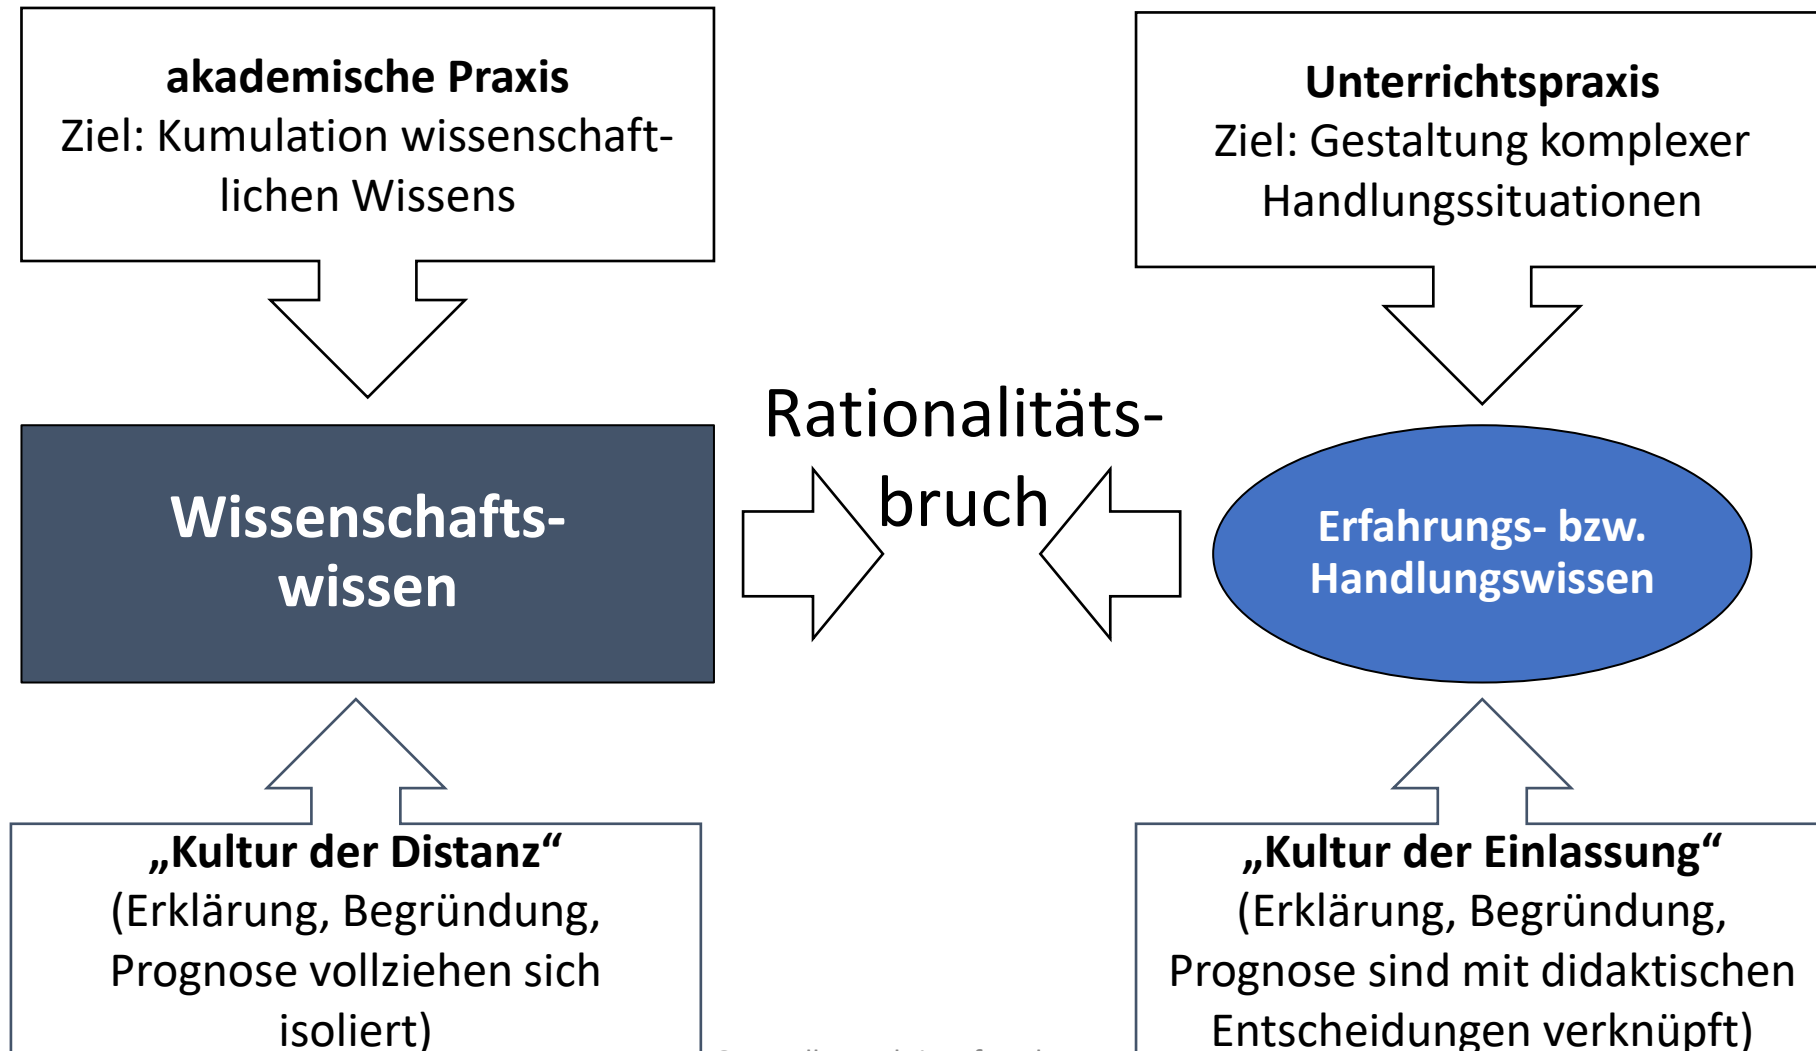 akademische Praxis
Ziel: Kumulation wissenschaft-
lichen Wissens
Unterrichtspraxis
Ziel: Gestaltung komplexer
Handlungssituationen
Rationalitäts-
bruch
Wissenschafts-
wissen
Erfahrungs- bzw.
Handlungswissen
„Kultur der Distanz“
(Erklärung, Begründung,
Prognose vollziehen sich
isoliert)
„Kultur der Einlassung“
(Erklärung, Begründung,
Prognose sind mit didaktischen
Entscheidungen verknüpft)